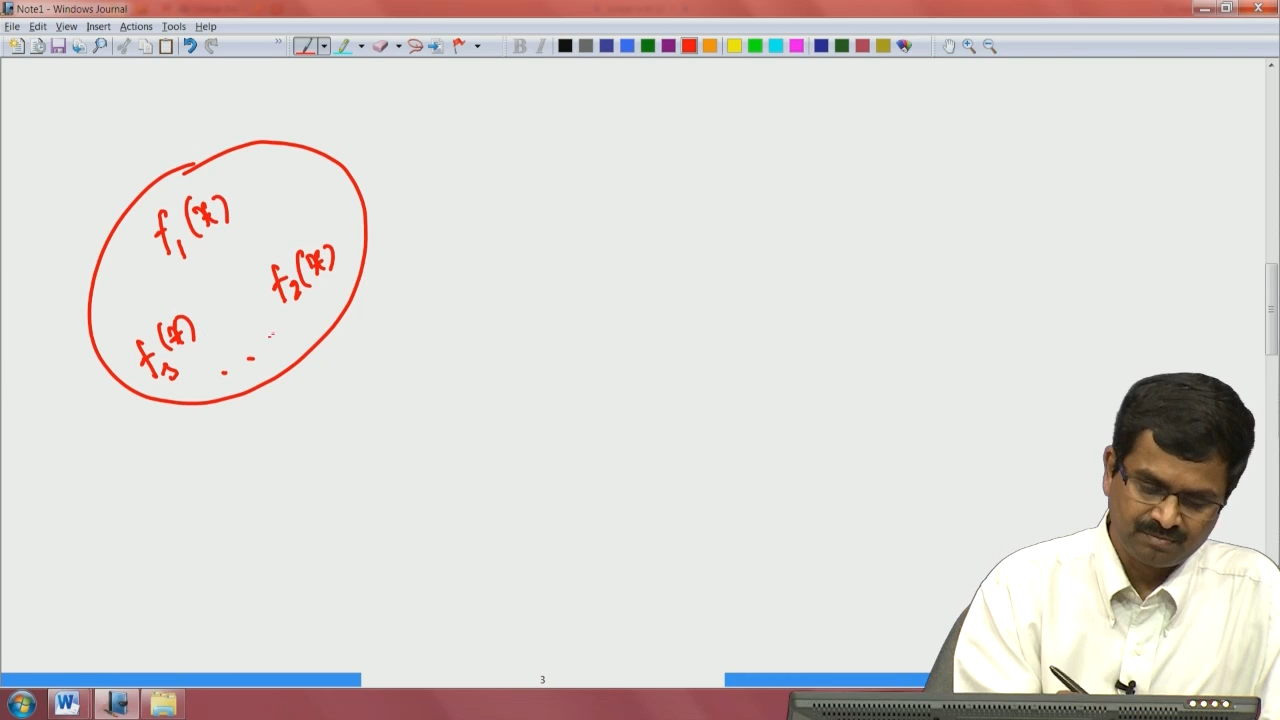 Note1 - Windows Journal
File Edit View Insert Actions Tools Help
B I
f₁(x)
f₂(x)
f₃(x)
. . .
3
W